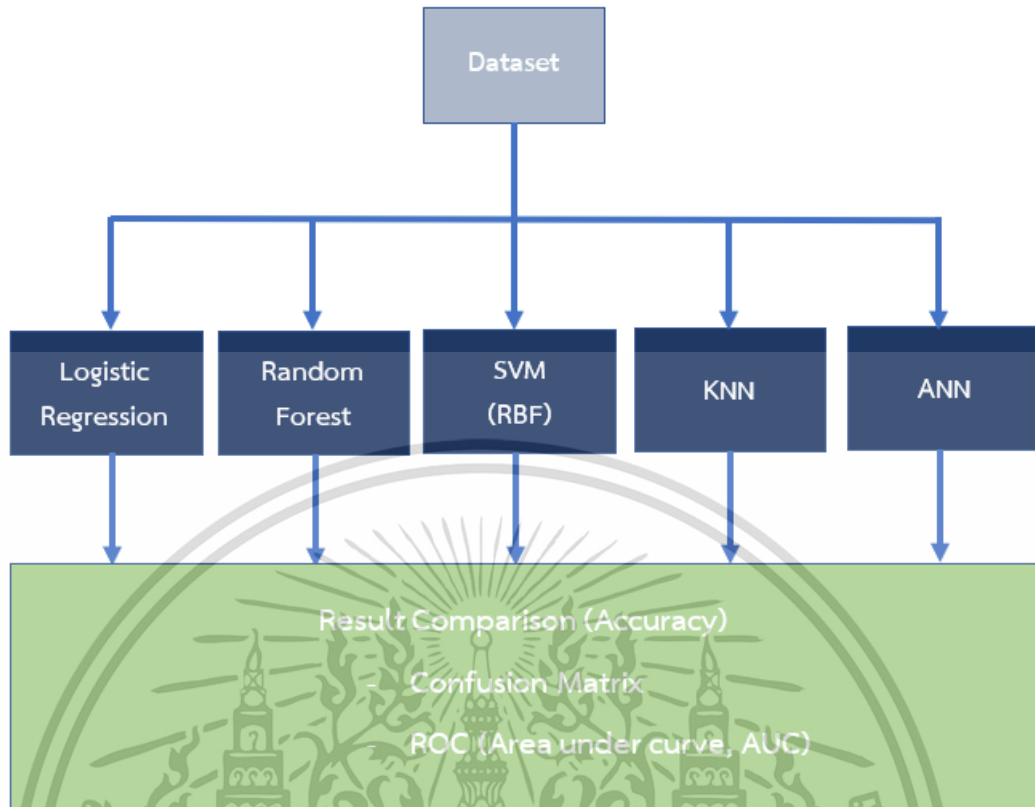 Dataset
Logistic
Regression
Random
Forest
SVM
(RBF)
KNN
ANN
Result Comparison (Accuracy)
- Confusion Matrix
- ROC (Area under curve, AUC)